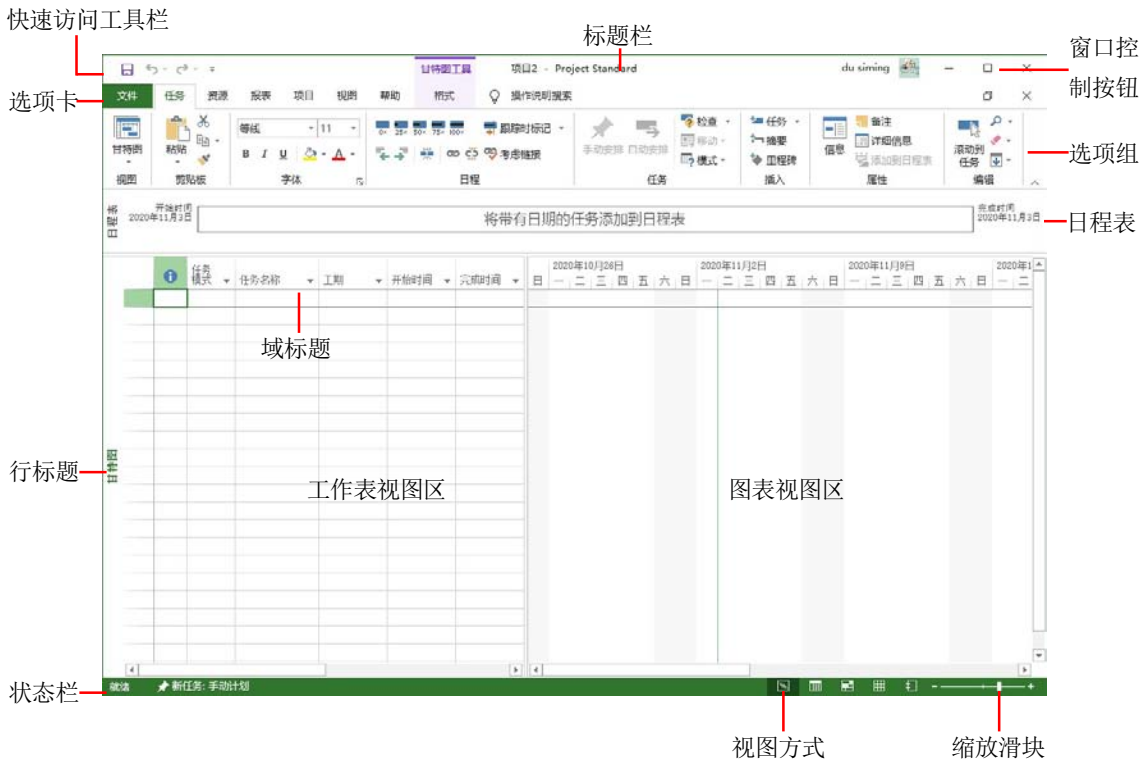 快速访问工具栏
标题栏
窗口控
制按钮
甘特图工具 项目2 - Project Standard du siming
选项卡
文件 任务 资源 报表 项目 视图 帮助 格式 操作说明搜索
甘特图 粘贴 等线 11 0% 25% 50% 75% 100% 跟踪时标记 手动安排 自动安排 检查 任务 信息 备注 滚动到
任务
移动 摘要 详细信息
B I U 考虑链接 模式 里程碑 添加到日程表
选项组
视图 剪贴板 字体 日程 任务 插入 属性 编辑
日程表
开始时间
2020年11月3日
将带有日期的任务添加到日程表
完成时间
2020年11月3日
日程表
任务
模式 任务名称 工期 开始时间 完成时间
2020年10月26日 2020年11月2日 2020年11月9日 2020年1
日 一 二 三 四 五 六 日 一 二 三 四 五 六 日 一 二 三 四 五 六 日 一 二
域标题
行标题
甘特图
工作表视图区
图表视图区
状态栏
就绪 新任务: 手动计划
视图方式
缩放滑块